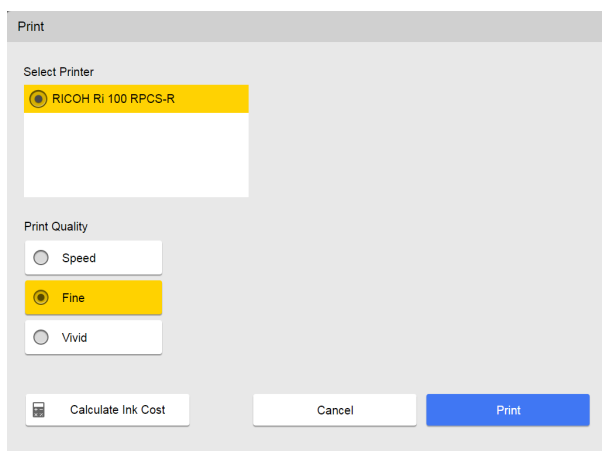 Print
Select Printer
RICOH Ri 100 RPCS-R
Print Quality
Speed
Fine
Vivid
Calculate Ink Cost
Cancel
Print